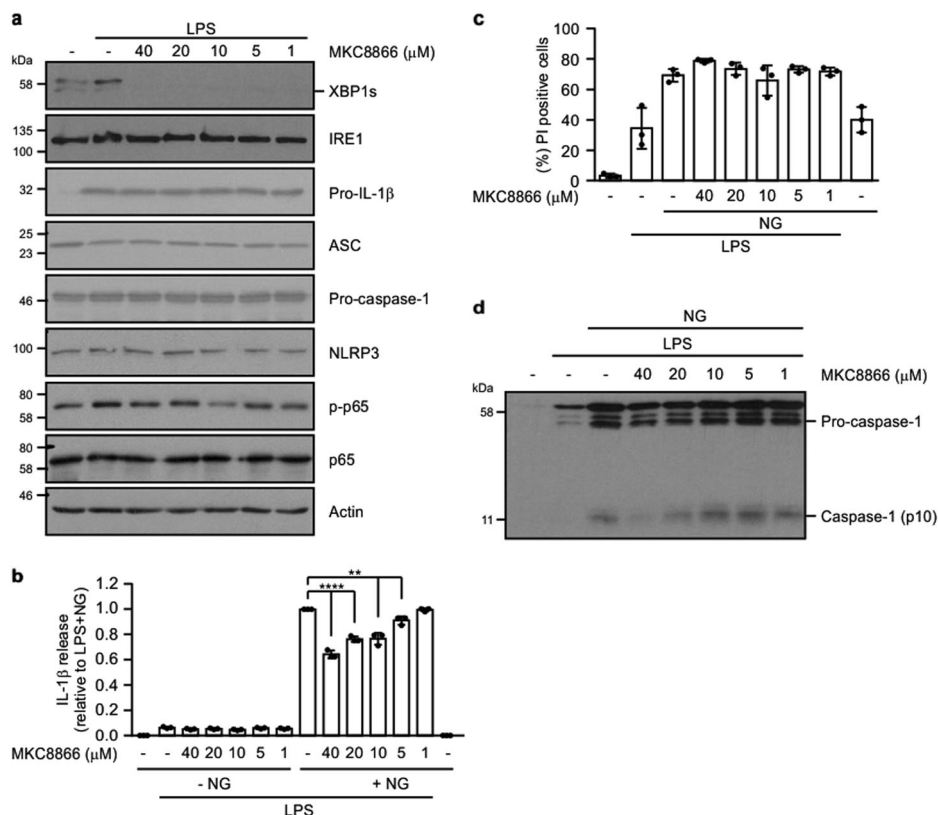 a
LPS
- - 40 20 10 5 1 MKC8866 (μM)
kDa
58
XBP1s
135
100
IRE1
32
Pro-IL-1β
25
23
ASC
46
Pro-caspase-1
100
NLRP3
80
58
p-p65
80
58
p65
46
Actin
b
IL-1β release
(relative to LPS+NG)
1.2
1.0
0.8
0.6
0.4
0.2
0.0
**
****
MKC8866 (μM) - - 40 20 10 5 1 - 40 20 10 5 1 -
- NG + NG
LPS
c
(%) PI positive cells
100
80
60
40
20
0
MKC8866 (μM) - - - 40 20 10 5 1 -
NG
LPS
d
NG
LPS
- - - 40 20 10 5 1 MKC8866 (μM)
kDa
58
Pro-caspase-1
11
Caspase-1 (p10)